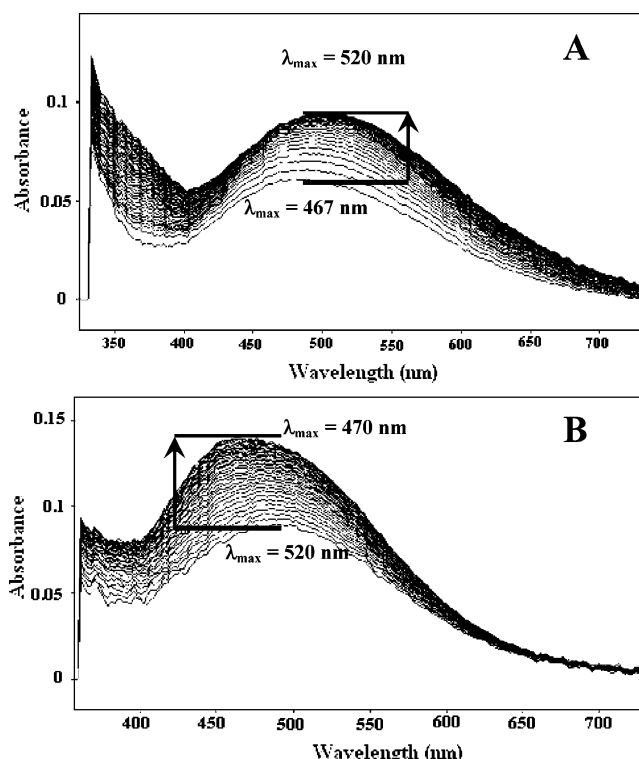 A
λmax = 520 nm
0.1
0.05
0
Absorbance
λmax = 467 nm
350 400 450 500 550 600 650 700
Wavelength (nm)
B
λmax = 470 nm
0.15
0.1
0.05
0
Absorbance
λmax = 520 nm
400 450 500 550 600 650 700
Wavelength (nm)